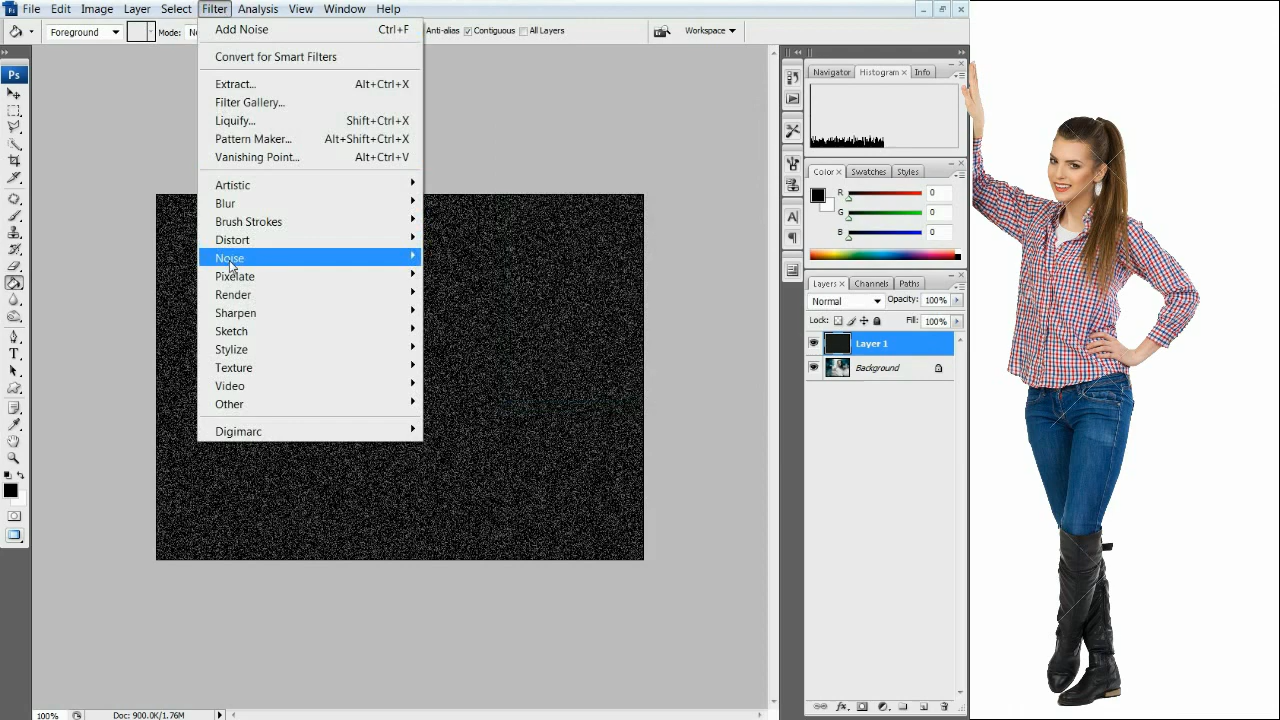 File Edit Image Layer Select Filter Analysis View Window Help
Foreground Mode: Anti-alias Contiguous All Layers Workspace
Add Noise Ctrl+F
Convert for Smart Filters
Extract... Alt+Ctrl+X
Filter Gallery...
Liquify... Shift+Ctrl+X
Pattern Maker... Alt+Shift+Ctrl+X
Vanishing Point... Alt+Ctrl+V
Artistic
Blur
Brush Strokes
Distort
Noise
Pixelate
Render
Sharpen
Sketch
Stylize
Texture
Video
Other
Digimarc
Ps
Navigator Histogram Info
Color Swatches Styles
R 0
G 0
B 0
Layers Channels Paths
Normal Opacity: 100%
Lock: Fill: 100%
Layer 1
Background
100% Doc: 900.0K/1.76M